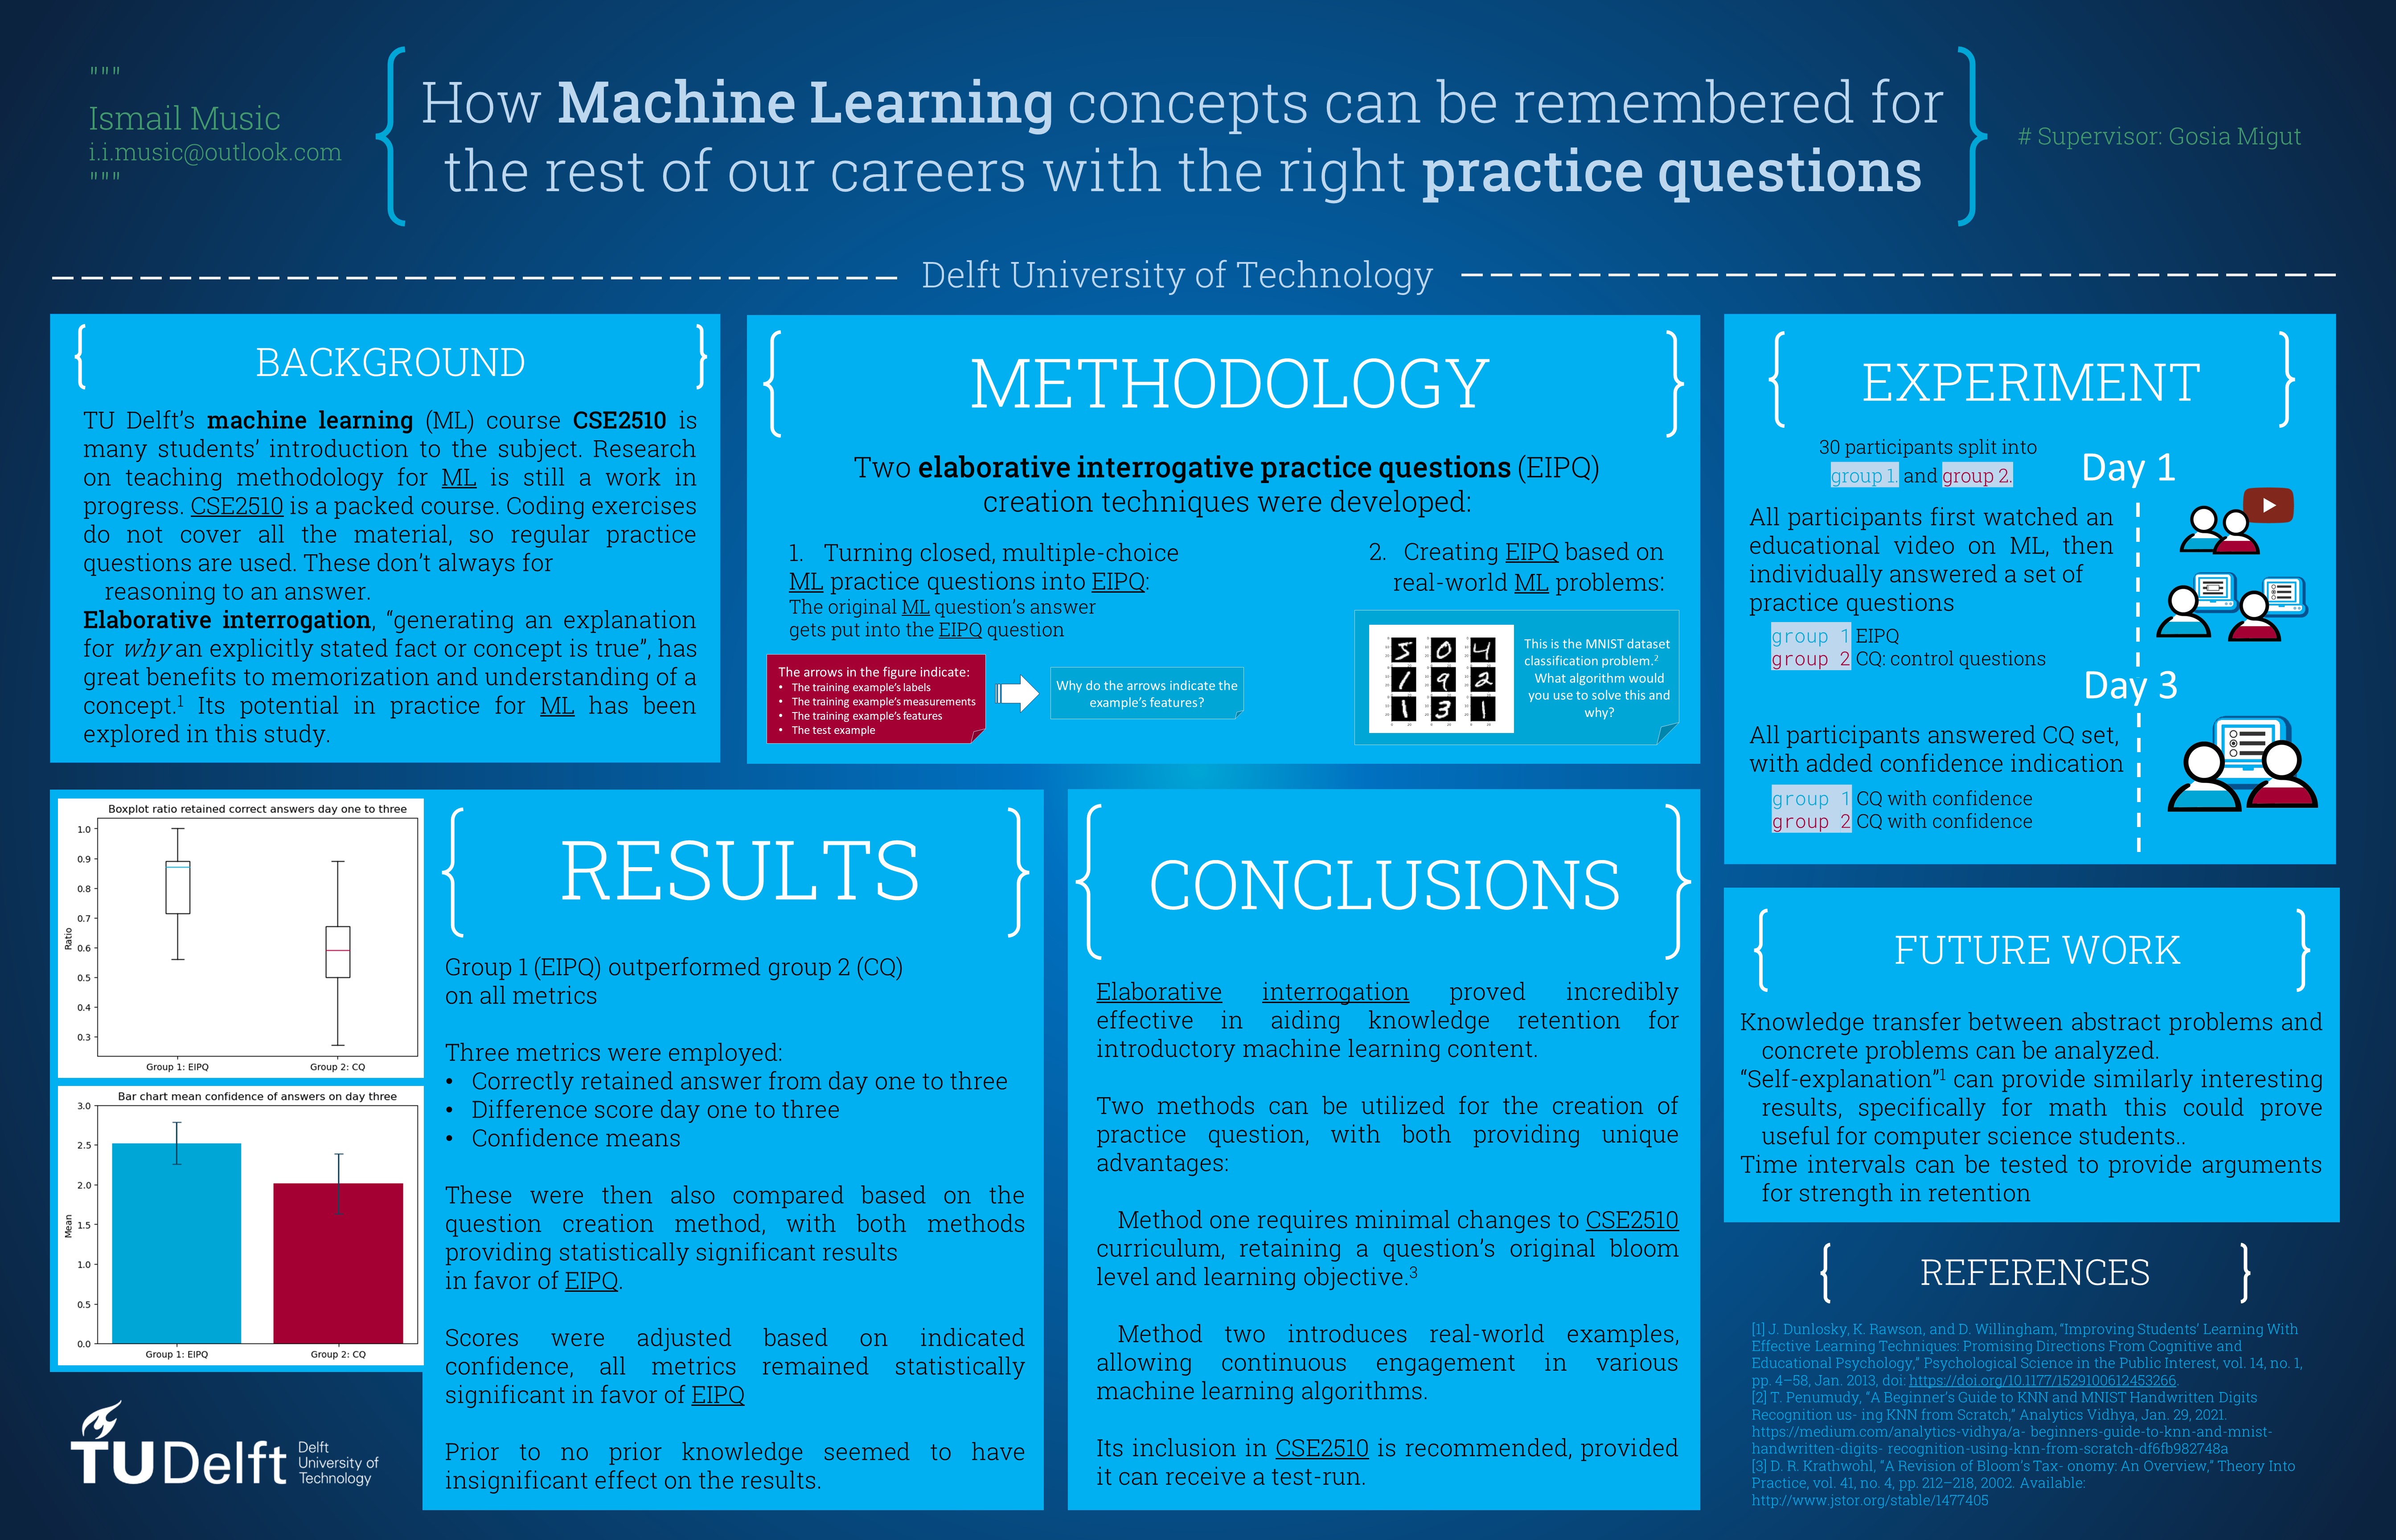 """
Ismail Music
i.i.music@outlook.com
"""
How Machine Learning concepts can be remembered for
the rest of our careers with the right practice questions
# Supervisor: Gosia Migut
Delft University of Technology
BACKGROUND
TU Delft's machine learning (ML) course CSE2510 is
many students' introduction to the subject. Research
on teaching methodology for ML is still a work in
progress. CSE2510 is a packed course. Coding exercises
do not cover all the material, so regular practice
questions are used. These don't always for
reasoning to an answer.
Elaborative interrogation, "generating an explanation
for why an explicitly stated fact or concept is true", has
great benefits to memorization and understanding of a
concept.1 Its potential in practice for ML has been
explored in this study.
METHODOLOGY
Two elaborative interrogative practice questions (EIPQ)
creation techniques were developed:
1. Turning closed, multiple-choice
ML practice questions into EIPQ:
The original ML question's answer
gets put into the EIPQ question
The arrows in the figure indicate:
• The training example's labels
• The training example's measurements
• The training example's features
• The test example
Why do the arrows indicate the
example's features?
2. Creating EIPQ based on
real-world ML problems:
5 0 4
1 9 2
1 3 1
This is the MNIST dataset
classification problem.2
What algorithm would
you use to solve this and
why?
EXPERIMENT
30 participants split into
group 1. and group 2.
Day 1
All participants first watched an
educational video on ML, then
individually answered a set of
practice questions
group 1 EIPQ
group 2 CQ: control questions
Day 3
All participants answered CQ set,
with added confidence indication
group 1 CQ with confidence
group 2 CQ with confidence
Boxplot ratio retained correct answers day one to three
Ratio
1.0
0.9
0.8
0.7
0.6
0.5
0.4
0.3
Group 1: EIPQ
Group 2: CQ
Bar chart mean confidence of answers on day three
Mean
3.0
2.5
2.0
1.5
1.0
0.5
0.0
Group 1: EIPQ
Group 2: CQ
RESULTS
Group 1 (EIPQ) outperformed group 2 (CQ)
on all metrics
Three metrics were employed:
• Correctly retained answer from day one to three
• Difference score day one to three
• Confidence means
These were then also compared based on the
question creation method, with both methods
providing statistically significant results
in favor of EIPQ.
Scores were adjusted based on indicated
confidence, all metrics remained statistically
significant in favor of EIPQ
Prior to no prior knowledge seemed to have
insignificant effect on the results.
CONCLUSIONS
Elaborative interrogation proved incredibly
effective in aiding knowledge retention for
introductory machine learning content.
Two methods can be utilized for the creation of
practice question, with both providing unique
advantages:
Method one requires minimal changes to CSE2510
curriculum, retaining a question's original bloom
level and learning objective.3
Method two introduces real-world examples,
allowing continuous engagement in various
machine learning algorithms.
Its inclusion in CSE2510 is recommended, provided
it can receive a test-run.
FUTURE WORK
Knowledge transfer between abstract problems and
concrete problems can be analyzed.
"Self-explanation"1 can provide similarly interesting
results, specifically for math this could prove
useful for computer science students..
Time intervals can be tested to provide arguments
for strength in retention
REFERENCES
[1] J. Dunlosky, K. Rawson, and D. Willingham, "Improving Students' Learning With
Effective Learning Techniques: Promising Directions From Cognitive and
Educational Psychology," Psychological Science in the Public Interest, vol. 14, no. 1,
pp. 4–58, Jan. 2013, doi: https://doi.org/10.1177/1529100612453266.
[2] T. Penumudy, "A Beginner's Guide to KNN and MNIST Handwritten Digits
Recognition us- ing KNN from Scratch," Analytics Vidhya, Jan. 29, 2021.
https://medium.com/analytics-vidhya/a- beginners-guide-to-knn-and-mnist-
handwritten-digits- recognition-using-knn-from-scratch-df6fb982748a
[3] D. R. Krathwohl, "A Revision of Bloom's Tax- onomy: An Overview," Theory Into
Practice, vol. 41, no. 4, pp. 212–218, 2002. Available:
http://www.jstor.org/stable/1477405
TUDelft
Delft
University of
Technology